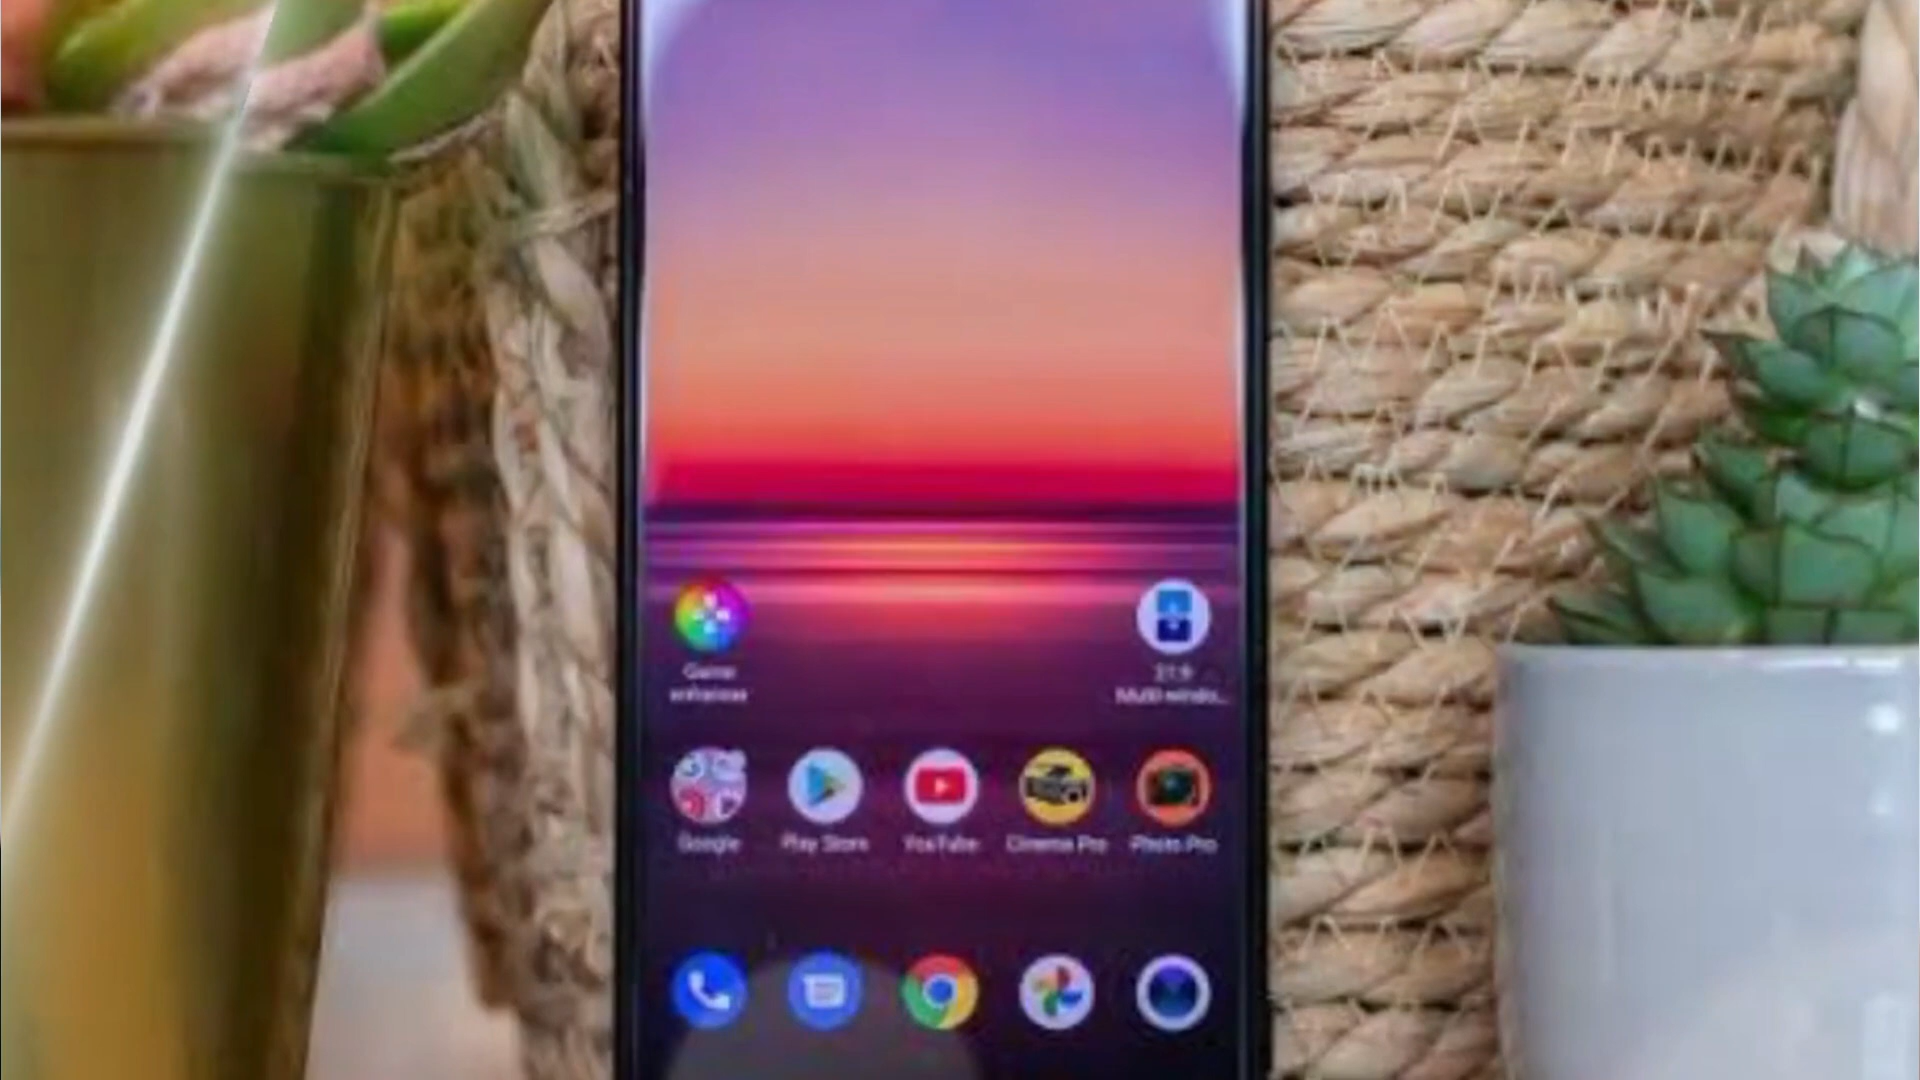 Game
enhancer
21:9
Multi-windo...
Google
Play Store
YouTube
Cinema Pro
Photo Pro